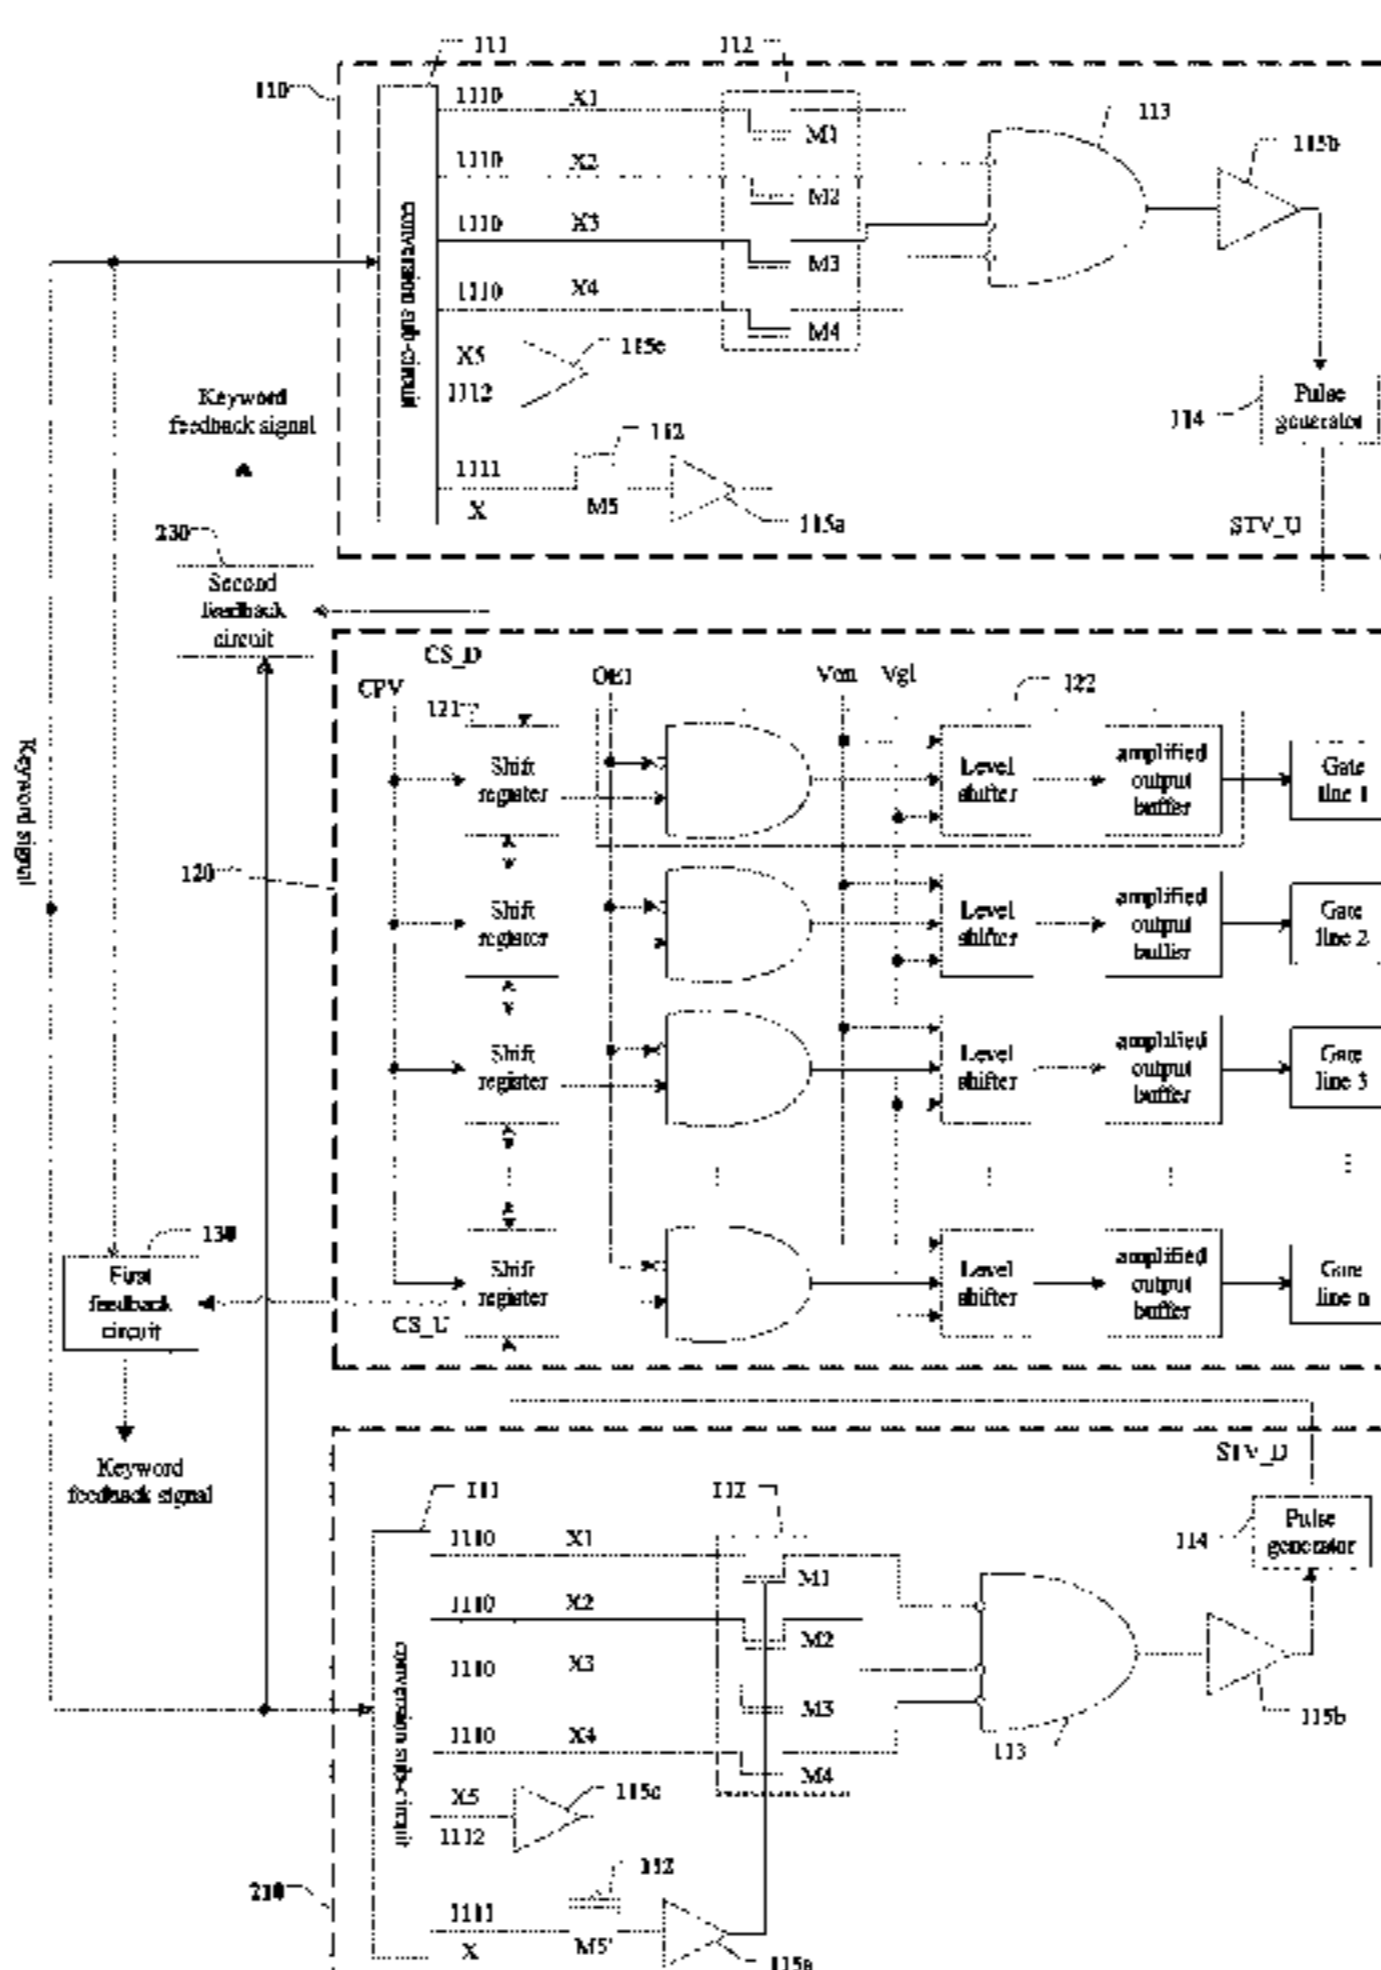 111
112
110
1110 X1
113
M1
115b
1110 X2
M2
1110 X3
M3
conversion sub-circuit
1110 X4
M4
X5
115c
1112
Keyword
feedback signal
Pulse
generator
114
112
1111
X
M5
115a
STV_U
230
Second
feedback
circuit
CS_D
CPV
OE1
Von
Vgl
122
121
Shift
register
Level
shifter
amplified
output
buffer
Gate
line 1
Keyword signal
120
Shift
register
Level
shifter
amplified
output
buffer
Gate
line 2
Shift
register
Level
shifter
amplified
output
buffer
Gate
line 3
130
First
feedback
circuit
Shift
register
Level
shifter
amplified
output
buffer
Gate
line n
CS_U
Keyword
feedback signal
STV_D
111
112
1110 X1
M1
114
Pulse
generator
1110 X2
M2
1110 X3
M3
conversion sub-circuit
1110 X4
M4
113
115b
X5
115c
1112
112
210
1111
X
M5'
115a